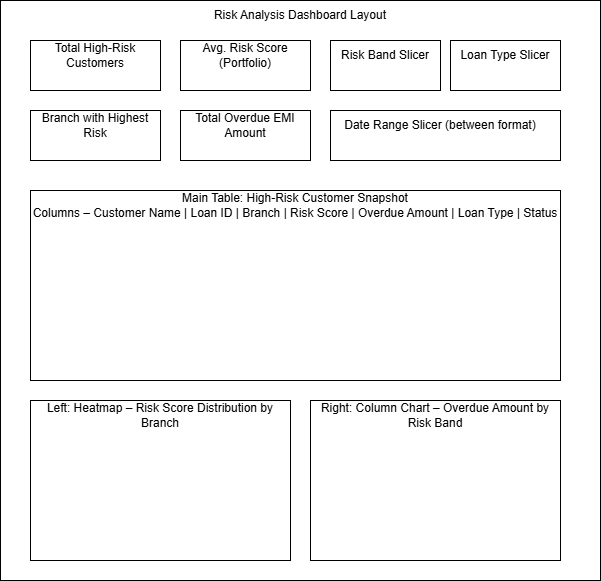 Risk Analysis Dashboard Layout
Total High-Risk
Customers
Avg. Risk Score
(Portfolio)
Risk Band Slicer
Loan Type Slicer
Branch with Highest
Risk
Total Overdue EMI
Amount
Date Range Slicer (between format)
Main Table: High-Risk Customer Snapshot
Columns – Customer Name | Loan ID | Branch | Risk Score | Overdue Amount | Loan Type | Status
Left: Heatmap – Risk Score Distribution by
Branch
Right: Column Chart – Overdue Amount by
Risk Band